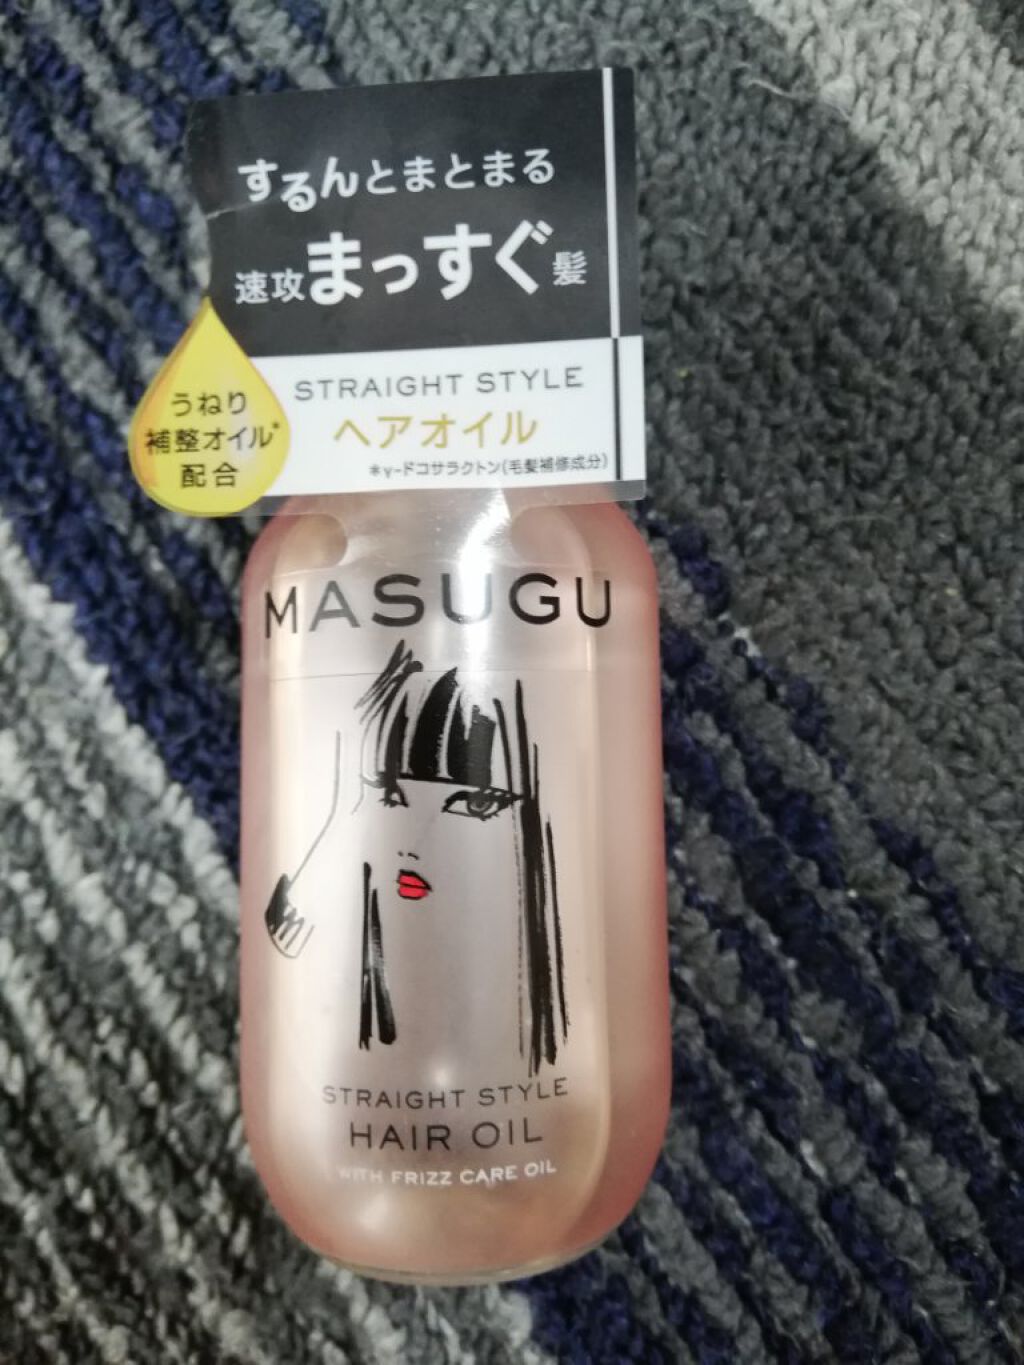 するんとまとまる
速攻まっすぐ髪
STRAIGHT STYLE
ヘアオイル
*γ-ドコサラクトン(毛髪補修成分)
うねり
補整オイル*
配合
MASUGU
STRAIGHT STYLE
HAIR OIL
WITH FRIZZ CARE OIL